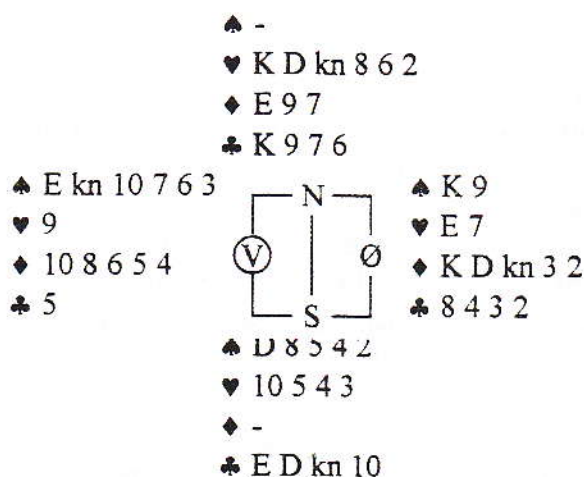 ♠ -
♥ K D kn 8 6 2
♦ E 9 7
♣ K 9 7 6
♠ E kn 10 7 6 3
♥ 9
♦ 10 8 6 5 4
♣ 5
N
V Ø
S
♠ K 9
♥ E 7
♦ K D kn 3 2
♣ 8 4 3 2
♠ D 8 5 4 2
♥ 10 5 4 3
♦ -
♣ E D kn 10